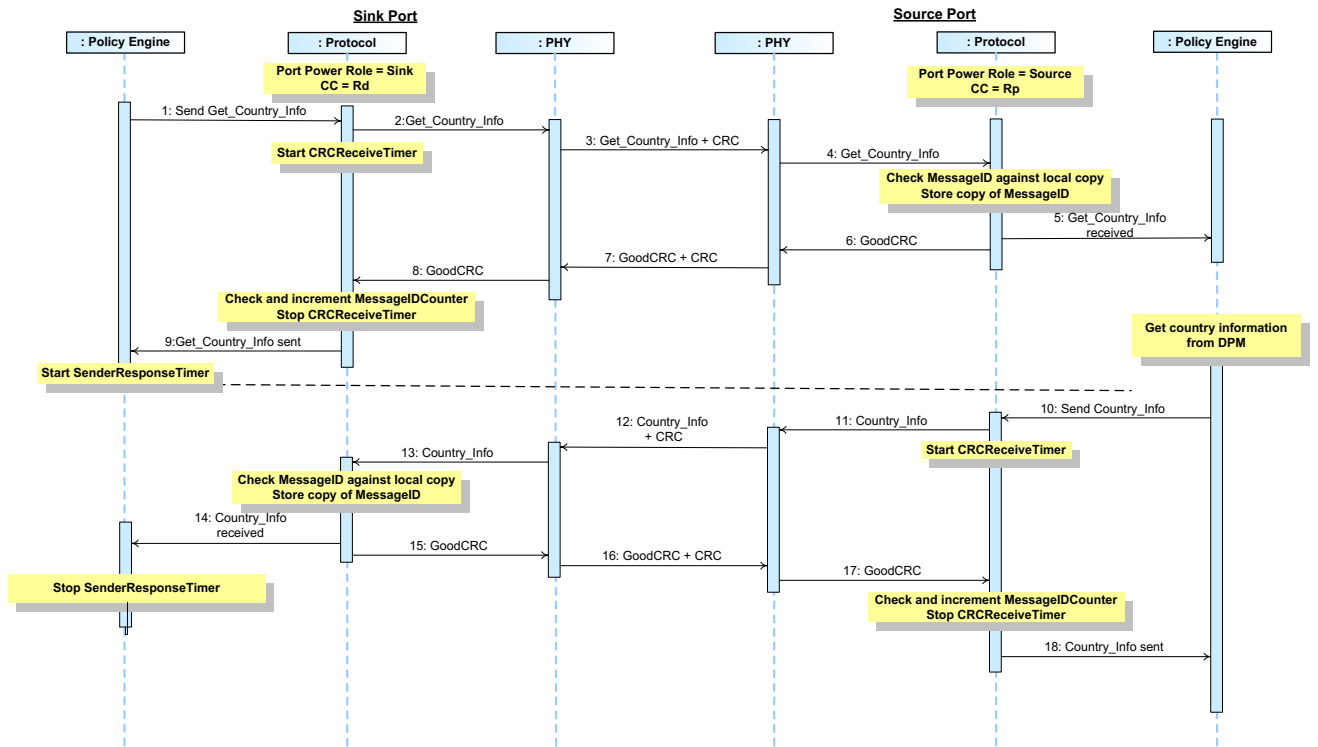 Sink Port
Source Port
: Policy Engine
: Protocol
: PHY
: PHY
: Protocol
: Policy Engine
Port Power Role = Sink
CC = Rd
Port Power Role = Source
CC = Rp
1: Send Get_Country_Info
2:Get_Country_Info
Start CRCReceiveTimer
3: Get_Country_Info + CRC
4: Get_Country_Info
Check MessageID against local copy
Store copy of MessageID
5: Get_Country_Info
received
6: GoodCRC
7: GoodCRC + CRC
8: GoodCRC
Check and increment MessageIDCounter
Stop CRCReceiveTimer
9:Get_Country_Info sent
Start SenderResponseTimer
Get country information
from DPM
10: Send Country_Info
11: Country_Info
Start CRCReceiveTimer
12: Country_Info
+ CRC
13: Country_Info
Check MessageID against local copy
Store copy of MessageID
14: Country_Info
received
15: GoodCRC
16: GoodCRC + CRC
17: GoodCRC
Stop SenderResponseTimer
Check and increment MessageIDCounter
Stop CRCReceiveTimer
18: Country_Info sent